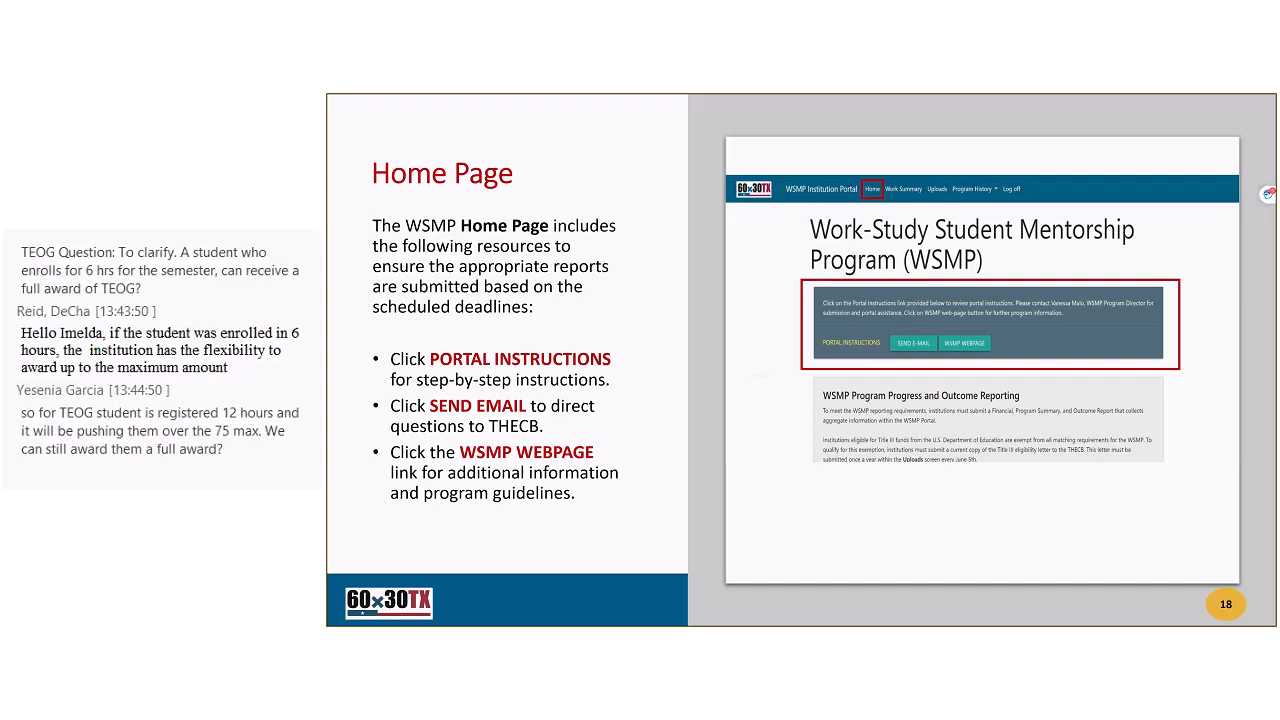 TEOG Question: To clarify. A student who
enrolls for 6 hrs for the semester, can receive a
full award of TEOG?
Reid, DeCha [13:43:50 ]
Hello Imelda, if the student was enrolled in 6
hours, the institution has the flexibility to
award up to the maximum amount
Yesenia Garcia [13:44:50 ]
so for TEOG student is registered 12 hours and
it will be pushing them over the 75 max. We
can still award them a full award?
Home Page
The WSMP Home Page includes
the following resources to
ensure the appropriate reports
are submitted based on the
scheduled deadlines:
• Click PORTAL INSTRUCTIONS
for step-by-step instructions.
• Click SEND EMAIL to direct
questions to THECB.
• Click the WSMP WEBPAGE
link for additional information
and program guidelines.
60x30TX
60x30TX
WSMP Institution Portal Home Work Summary Uploads Program History Log off
Work-Study Student Mentorship
Program (WSMP)
Click on the Portal Instructions link provided below to review portal instructions. Please contact Vanessa Malo, WSMP Program Director for
submission and portal assistance. Click on WSMP web-page button for further program information.
PORTAL INSTRUCTIONS SEND E-MAIL WSMP WEBPAGE
WSMP Program Progress and Outcome Reporting
To meet the WSMP reporting requirements, institutions must submit a Financial, Program Summary, and Outcome Report that collects
aggregate information within the WSMP Portal.
institutions eligible for Title III funds from the U.S. Department of Education are exempt from all matching requirements for the WSMP. To
qualify for this exemption, institutions must submit a current copy of the Title III eligibility letter to the THECB. This letter must be
submitted once a year within the Uploads screen every June 5th.
18